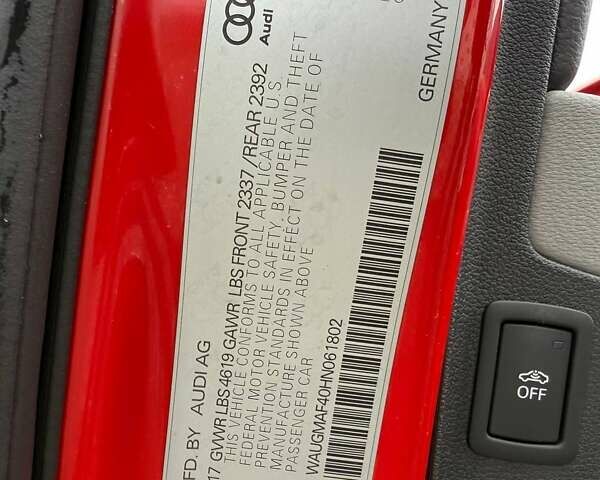 Audi
GERMANY
FD. BY AUDI AG
17 GVWR LBS 4619 GAWR LBS FRONT 2337 / REAR 2392
THIS VEHICLE CONFORMS TO ALL APPLICABLE U.S.
FEDERAL MOTOR VEHICLE SAFETY, BUMPER AND THEFT
PREVENTION STANDARDS IN EFFECT ON THE DATE OF
MANUFACTURE SHOWN ABOVE
PASSENGER CAR
WAUGMAF40HN061802
OFF